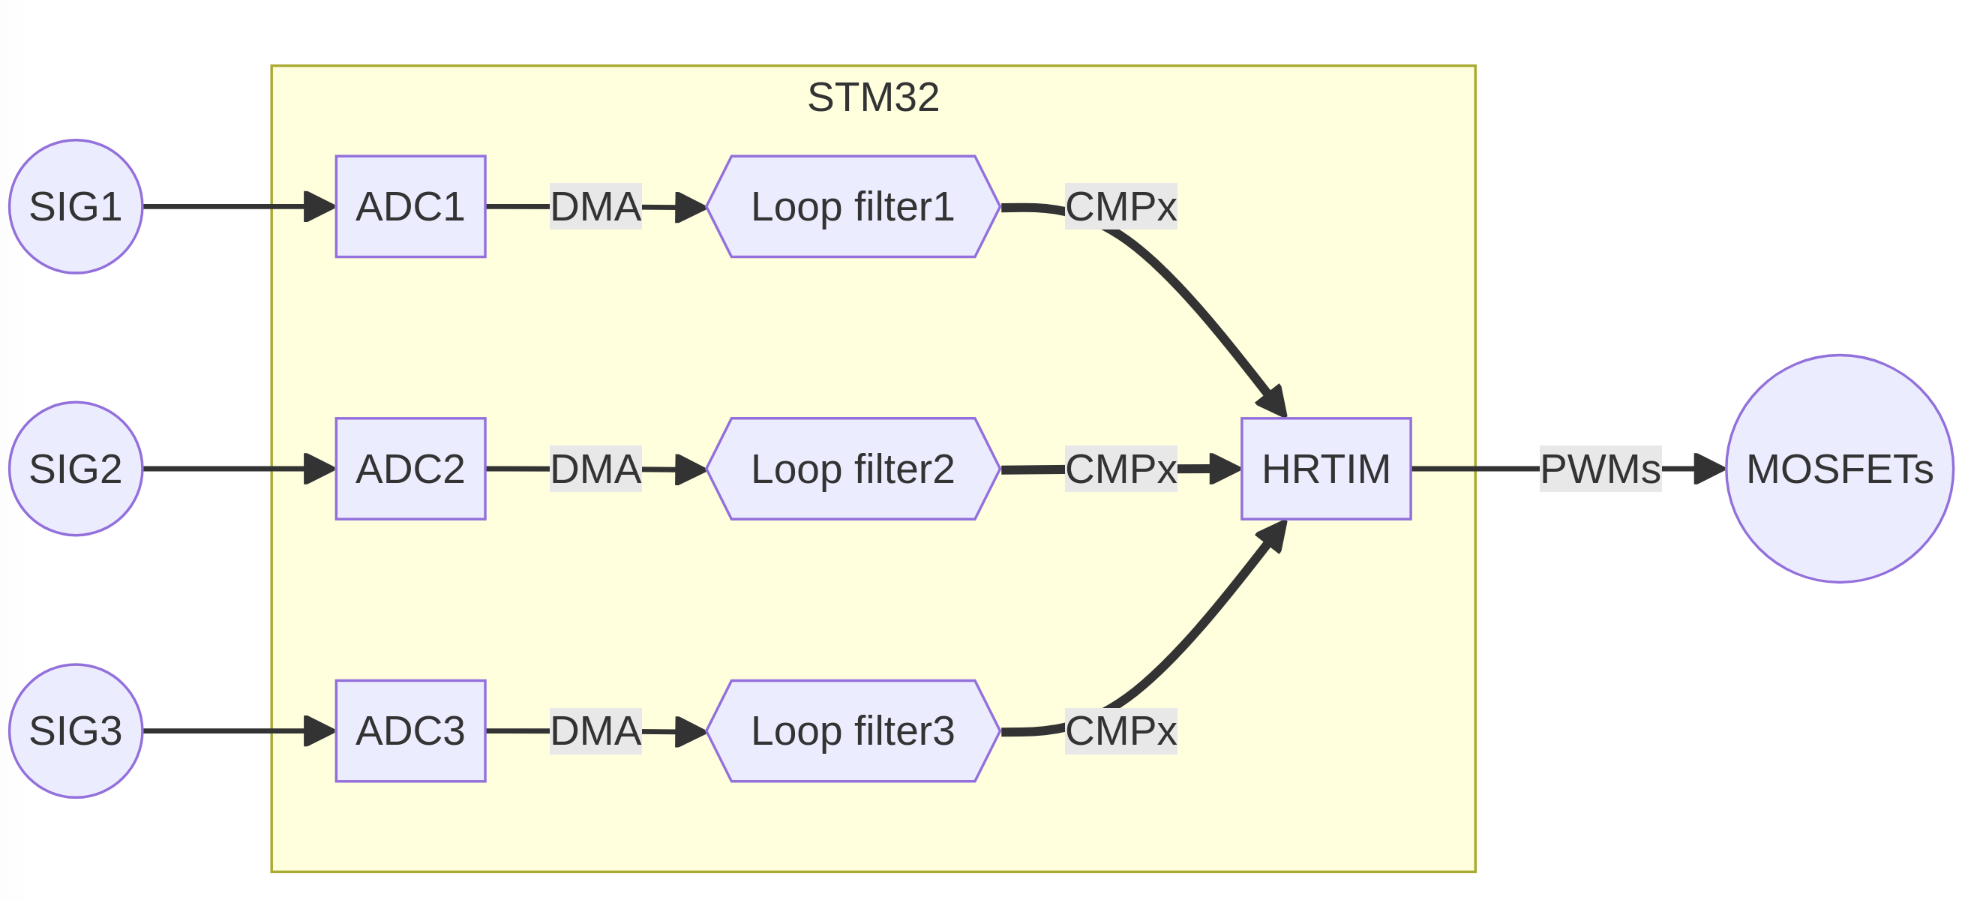 STM32
SIG1
ADC1
DMA
Loop filter1
CMPx
SIG2
ADC2
DMA
Loop filter2
CMPx
HRTIM
PWMs
MOSFETs
SIG3
ADC3
DMA
Loop filter3
CMPx